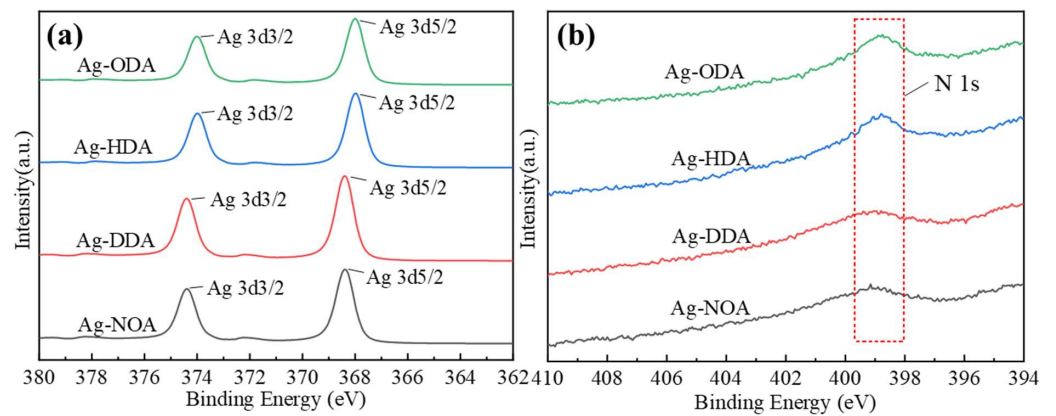 (a)
Ag 3d3/2
Ag 3d5/2
Ag-ODA
Ag 3d3/2
Ag 3d5/2
Ag-HDA
Ag 3d3/2
Ag 3d5/2
Ag-DDA
Ag 3d3/2
Ag 3d5/2
Ag-NOA
Intensity(a.u.)
380 378 376 374 372 370 368 366 364 362
Binding Energy (eV)
(b)
Ag-ODA
N 1s
Ag-HDA
Ag-DDA
Ag-NOA
Intensity(a.u.)
410 408 406 404 402 400 398 396 394
Binding Energy (eV)